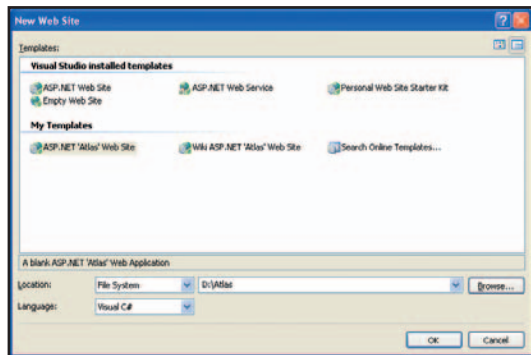 New Web Site
Templates:
Visual Studio installed templates
ASP.NET Web Site ASP.NET Web Service Personal Web Site Starter Kit
Empty Web Site
My Templates
ASP.NET 'Atlas' Web Site Wiki ASP.NET 'Atlas' Web Site Search Online Templates...
A blank ASP.NET 'Atlas' Web Application
Location: File System D:\Atlas Browse...
Language: Visual C#
OK Cancel